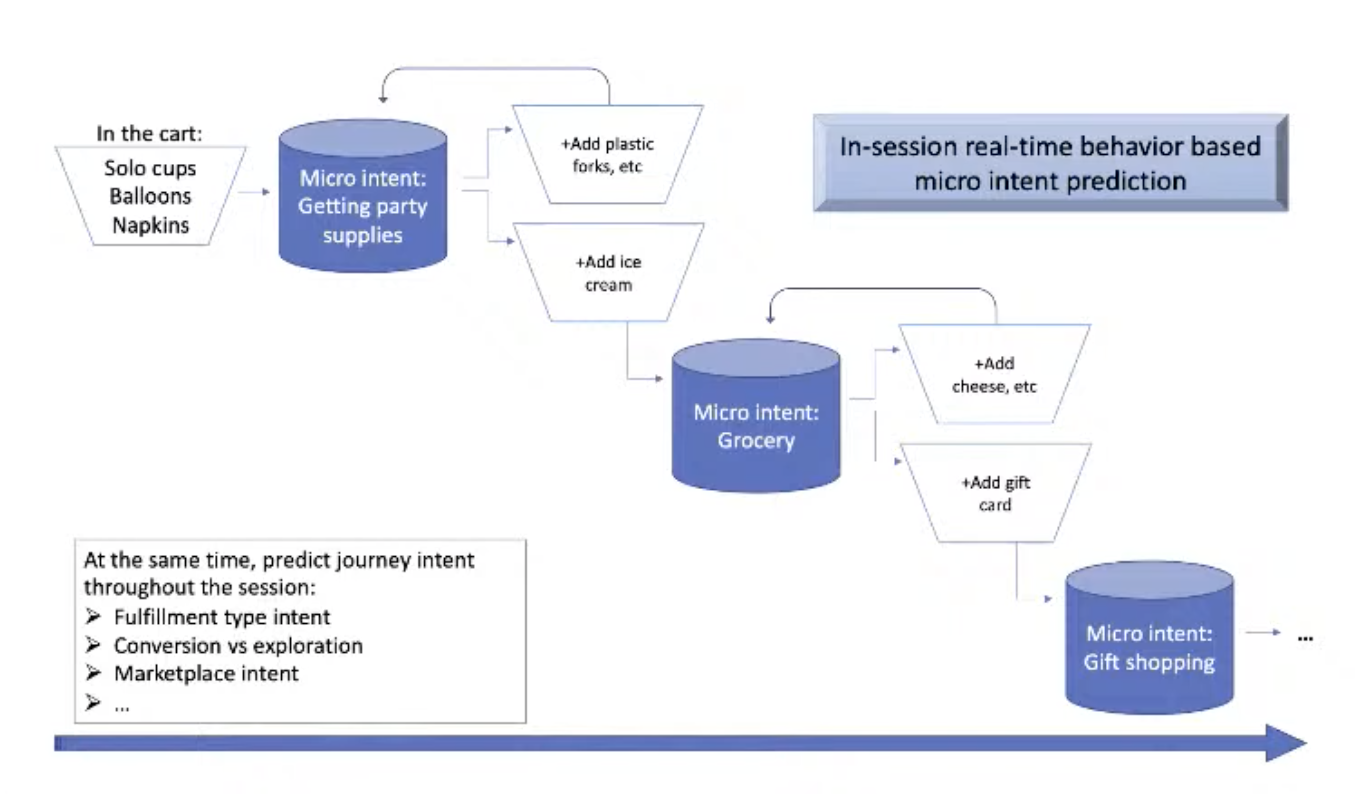 In the cart:
Solo cups
Balloons
Napkins
Micro intent:
Getting party
supplies
+Add plastic
forks, etc
+Add ice
cream
In-session real-time behavior based
micro intent prediction
Micro intent:
Grocery
+Add
cheese, etc
+Add gift
card
Micro intent:
Gift shopping
...
At the same time, predict journey intent
throughout the session:
➢ Fulfillment type intent
➢ Conversion vs exploration
➢ Marketplace intent
➢ ...